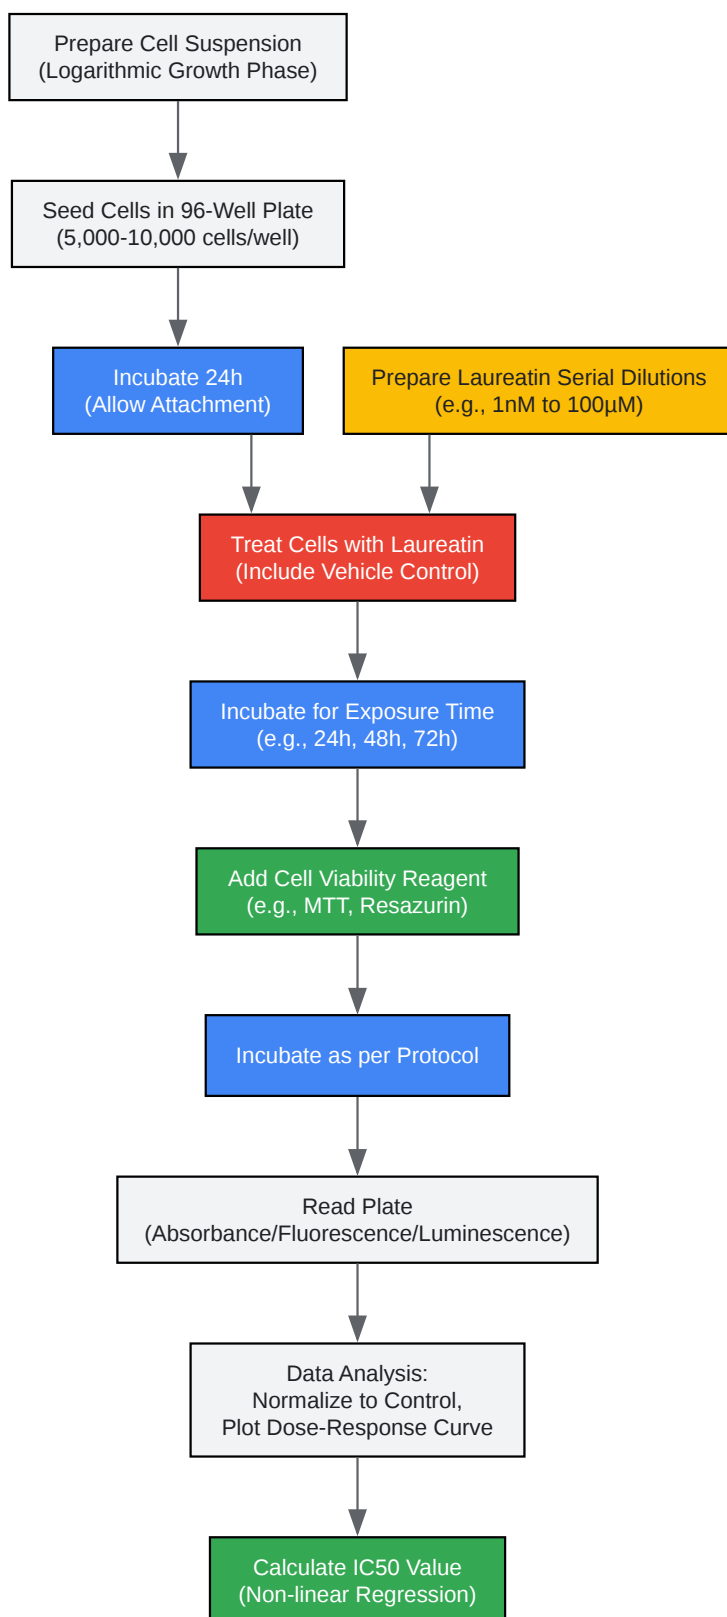 Prepare Cell Suspension
(Logarithmic Growth Phase)
Seed Cells in 96-Well Plate
(5,000-10,000 cells/well)
Incubate 24h
(Allow Attachment)
Prepare Laureatin Serial Dilutions
(e.g., 1nM to 100µM)
Treat Cells with Laureatin
(Include Vehicle Control)
Incubate for Exposure Time
(e.g., 24h, 48h, 72h)
Add Cell Viability Reagent
(e.g., MTT, Resazurin)
Incubate as per Protocol
Read Plate
(Absorbance/Fluorescence/Luminescence)
Data Analysis:
Normalize to Control,
Plot Dose-Response Curve
Calculate IC50 Value
(Non-linear Regression)